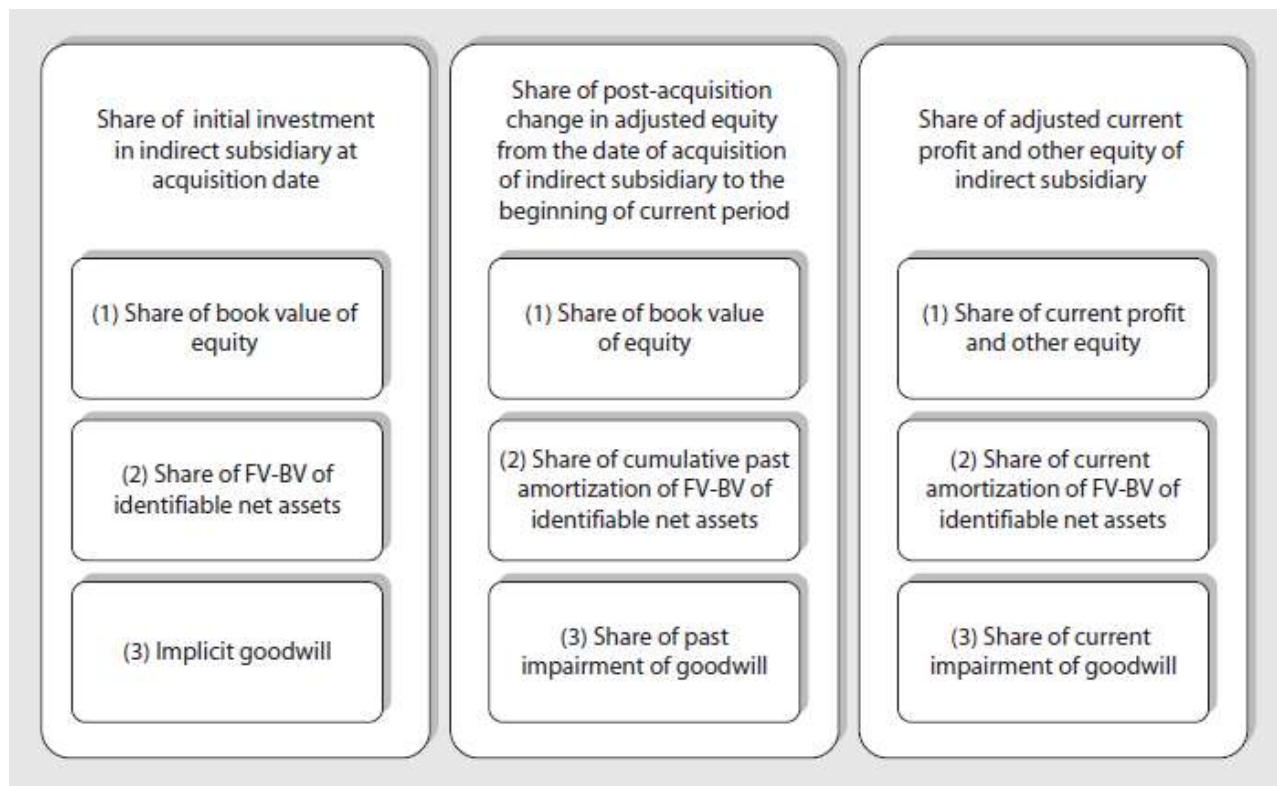 Share of initial investment
in indirect subsidiary at
acquisition date
(1) Share of book value of
equity
(2) Share of FV-BV of
identifiable net assets
(3) Implicit goodwill
Share of post-acquisition
change in adjusted equity
from the date of acquisition
of indirect subsidiary to the
beginning of current period
(1) Share of book value
of equity
(2) Share of cumulative past
amortization of FV-BV of
identifiable net assets
(3) Share of past
impairment of goodwill
Share of adjusted current
profit and other equity of
indirect subsidiary
(1) Share of current profit
and other equity
(2) Share of current
amortization of FV-BV of
identifiable net assets
(3) Share of current
impairment of goodwill